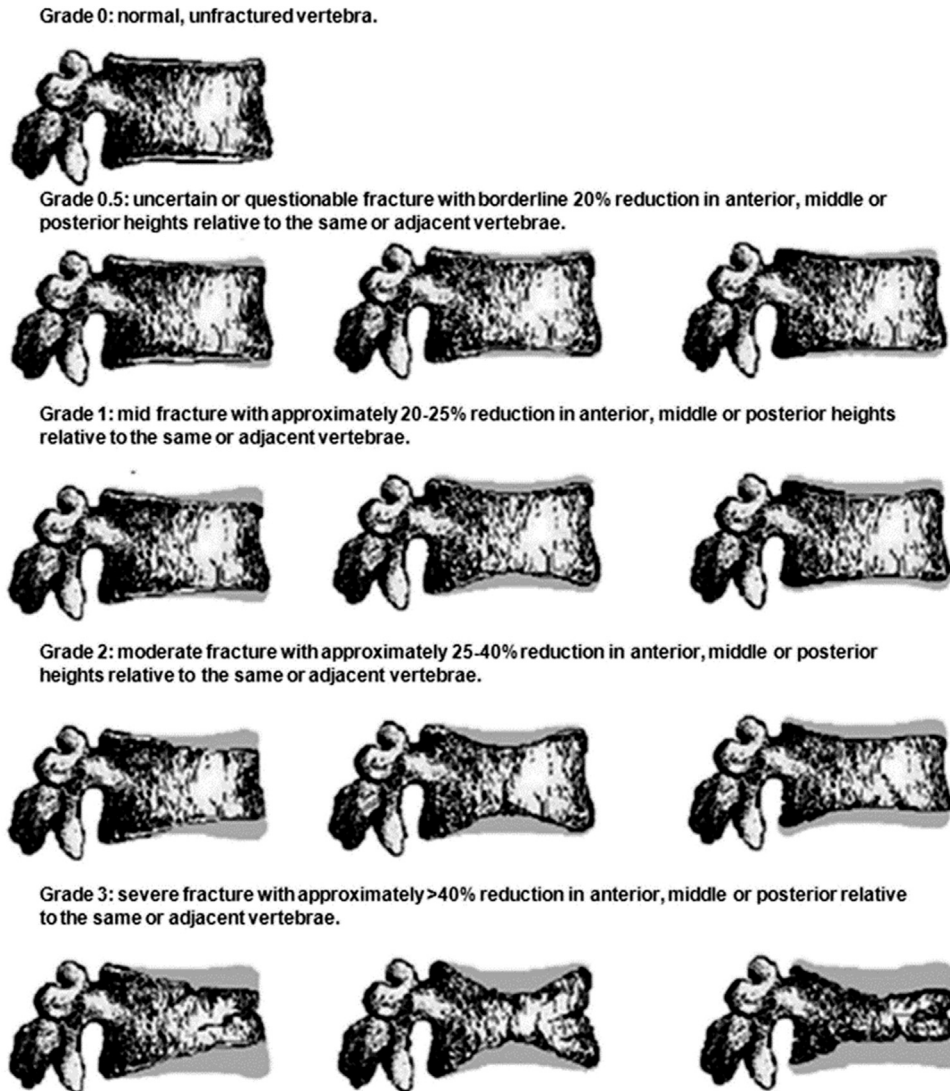 Grade 0: normal, unfractured vertebra.
Grade 0.5: uncertain or questionable fracture with borderline 20% reduction in anterior, middle or
posterior heights relative to the same or adjacent vertebrae.
Grade 1: mid fracture with approximately 20-25% reduction in anterior, middle or posterior heights
relative to the same or adjacent vertebrae.
Grade 2: moderate fracture with approximately 25-40% reduction in anterior, middle or posterior
heights relative to the same or adjacent vertebrae.
Grade 3: severe fracture with approximately >40% reduction in anterior, middle or posterior relative
to the same or adjacent vertebrae.